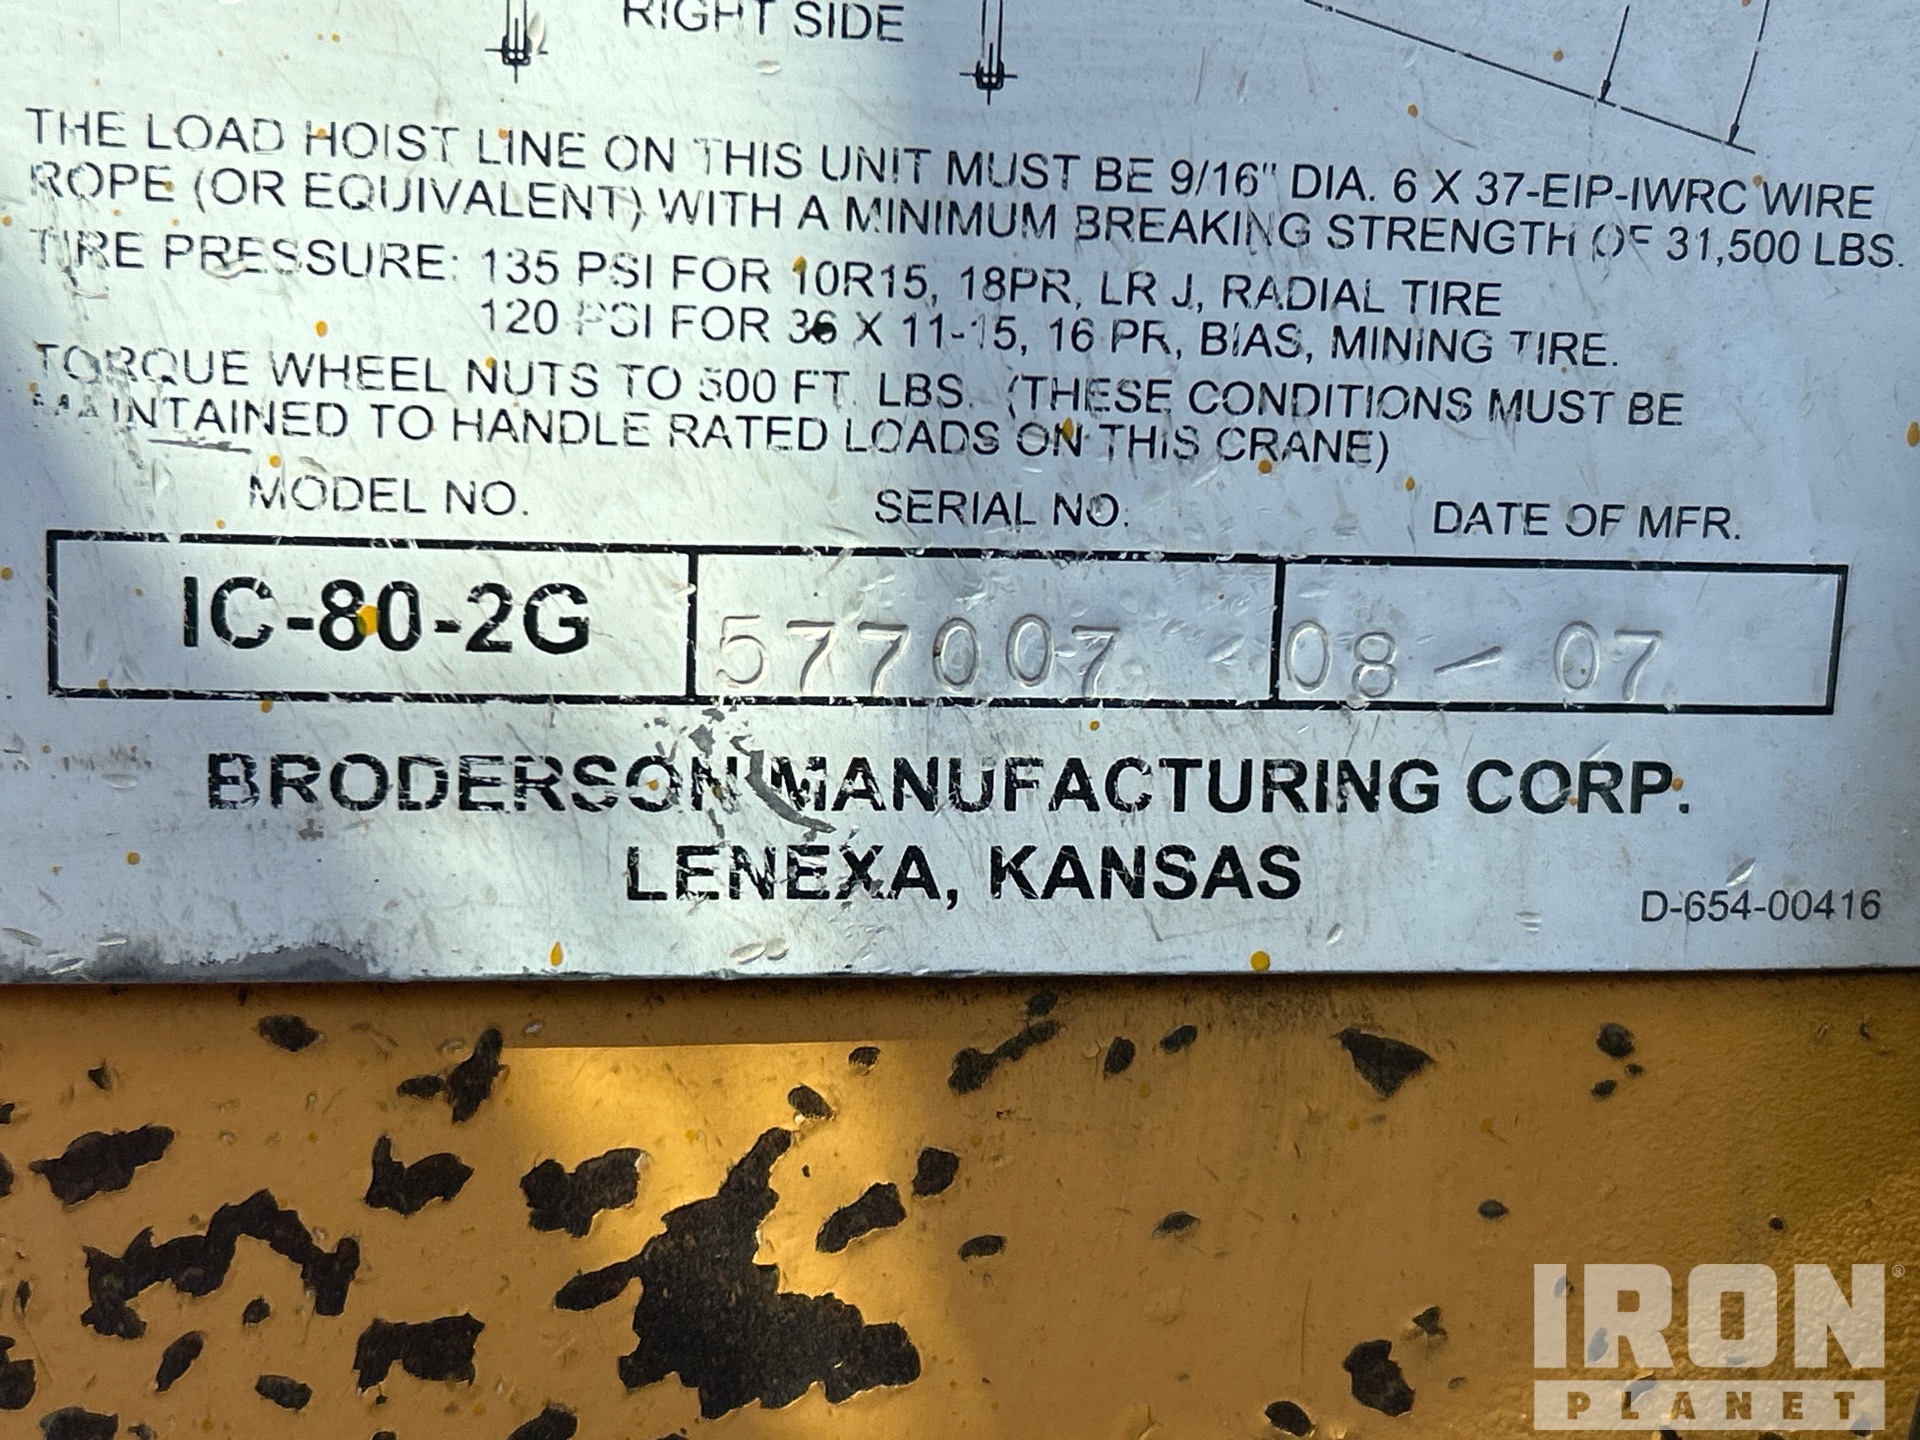 RIGHT SIDE
THE LOAD HOIST LINE ON THIS UNIT MUST BE 9/16" DIA. 6 X 37-EIP-IWRC WIRE
ROPE (OR EQUIVALENT) WITH A MINIMUM BREAKING STRENGTH OF 31,500 LBS.
TIRE PRESSURE: 135 PSI FOR 10R15, 18PR, LR J, RADIAL TIRE
120 PSI FOR 36 X 11-15, 16 PR, BIAS, MINING TIRE.
TORQUE WHEEL NUTS TO 500 FT. LBS. (THESE CONDITIONS MUST BE
MAINTAINED TO HANDLE RATED LOADS ON THIS CRANE)
MODEL NO. SERIAL NO. DATE OF MFR.
IC-80-2G 577007 08-07
BRODERSON MANUFACTURING CORP.
LENEXA, KANSAS
D-654-00416
IRON®
PLANET